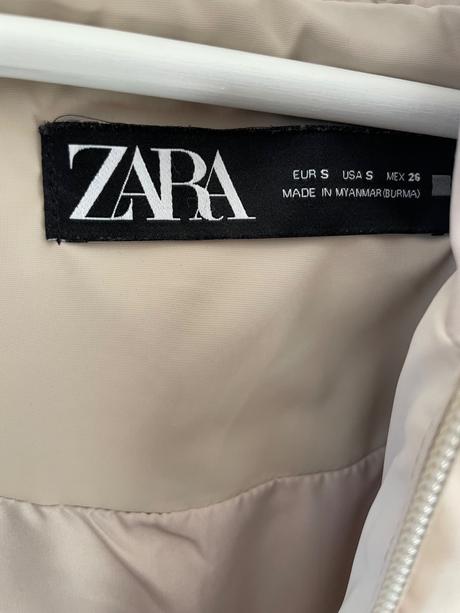 ZARA
EUR S USA S MEX 26
MADE IN MYANMAR (BURMA)